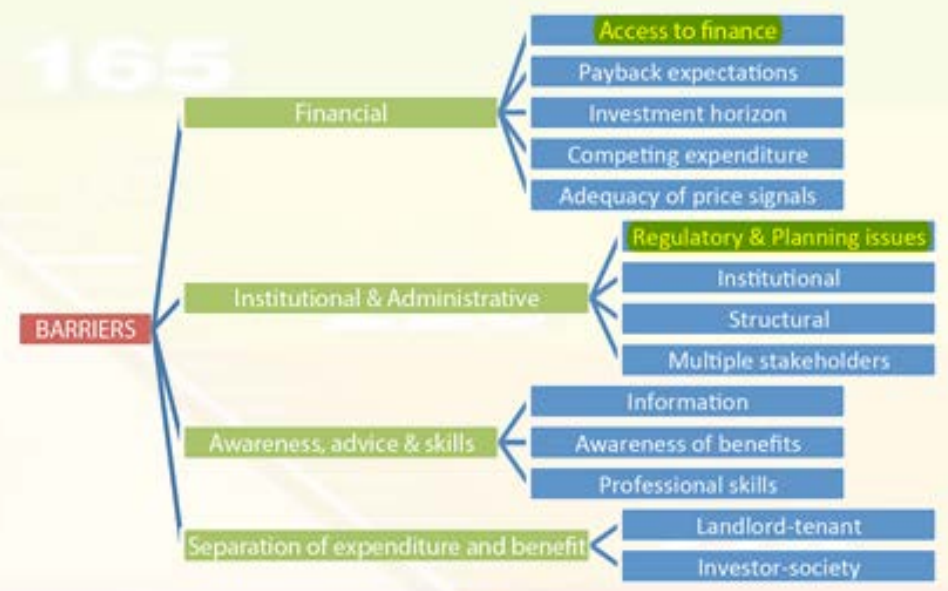 165
Access to finance
Payback expectations
Financial
Investment horizon
Competing expenditure
Adequacy of price signals
Regulatory & Planning issues
Institutional
Institutional & Administrative
Structural
BARRIERS
Multiple stakeholders
Information
Awareness, advice & skills
Awareness of benefits
Professional skills
Landlord-tenant
Separation of expenditure and benefit
Investor-society